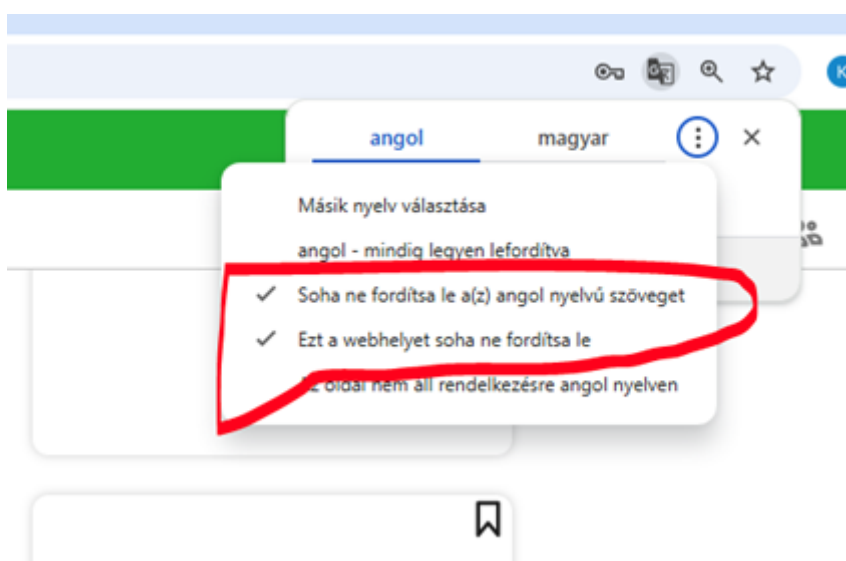 K
angol magyar
Másik nyelv választása
angol - mindig legyen lefordítva
Soha ne fordítsa le a(z) angol nyelvű szöveget
Ezt a webhelyet soha ne fordítsa le
oldal nem áll rendelkezésre angol nyelven